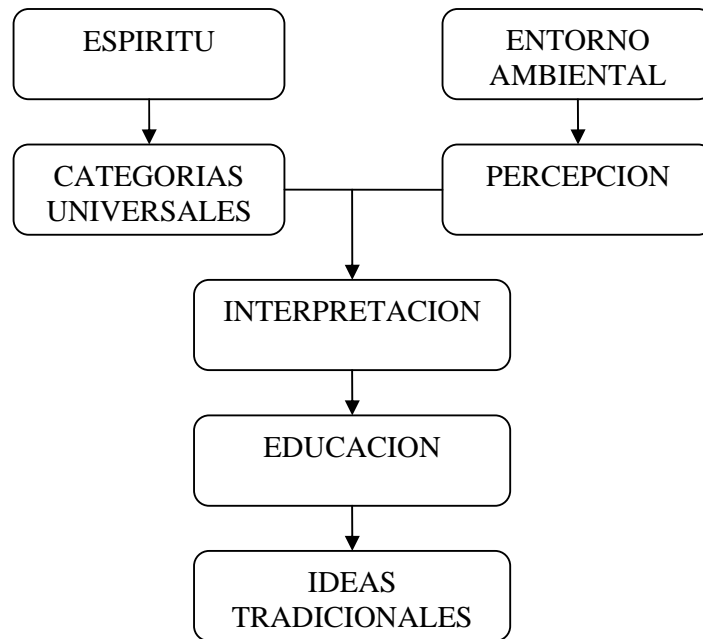 ESPIRITU
ENTORNO
AMBIENTAL
CATEGORIAS
UNIVERSALES
PERCEPCION
INTERPRETACION
EDUCACION
IDEAS
TRADICIONALES